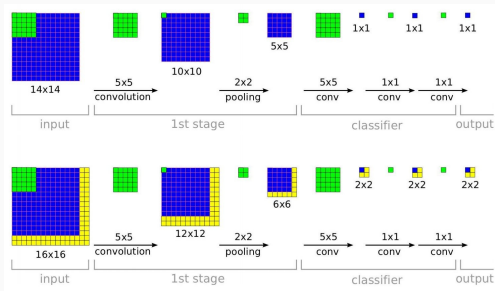 1x1 1x1 1x1
5x5
10x10
14x14
5x5 2x2 5x5 1x1 1x1
convolution pooling conv conv conv
input 1st stage classifier output
2x2 2x2 2x2
6x6
12x12
16x16
5x5 2x2 5x5 1x1 1x1
convolution pooling conv conv conv
input 1st stage classifier output